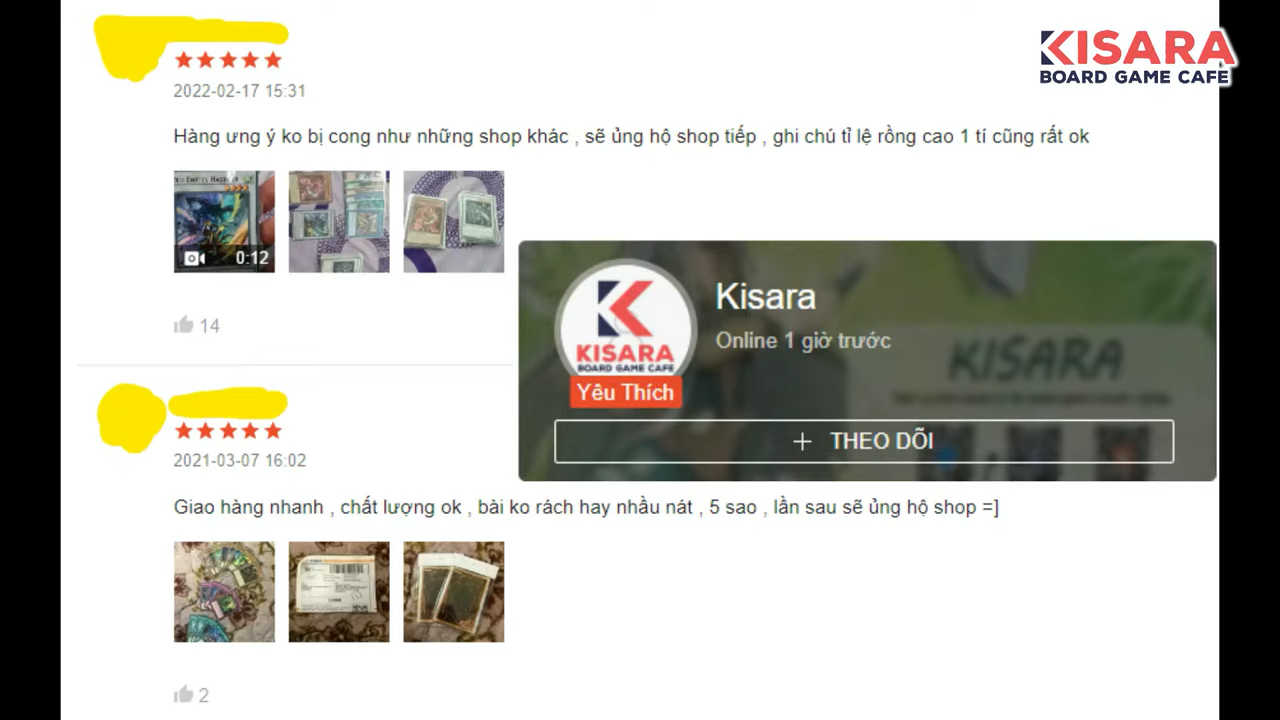 KISARA
BOARD GAME CAFE
2022-02-17 15:31
Hàng ưng ý ko bị cong như những shop khác , sẽ ủng hộ shop tiếp , ghi chú tỉ lệ rồng cao 1 tí cũng rất ok
0:12
14
Kisara
Online 1 giờ trước
KISARA
BOARD GAME CAFE
Yêu Thích
KISARA
+ THEO DÕI
2021-03-07 16:02
Giao hàng nhanh , chất lượng ok , bài ko rách hay nhầu nát , 5 sao , lần sau sẽ ủng hộ shop =]
2